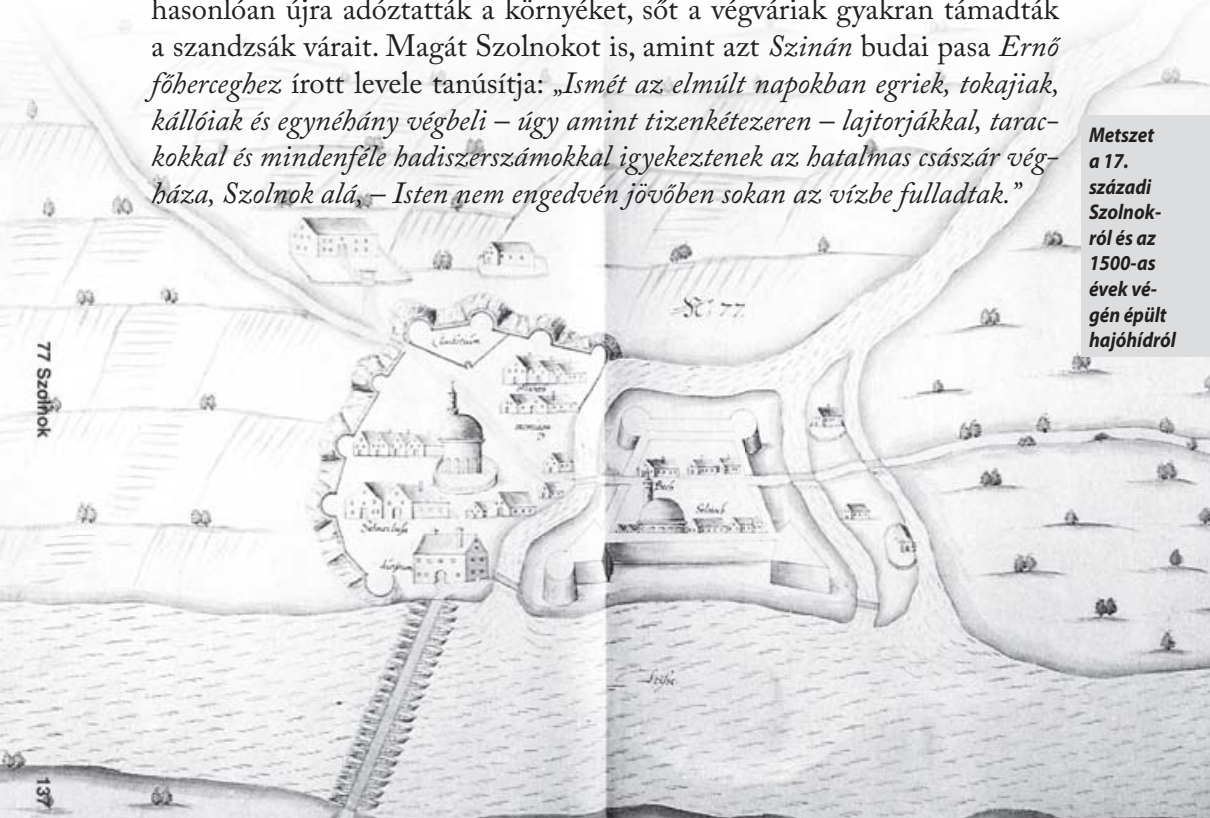 hasonlóan újra adóztatták a környéket, sőt a végváriak gyakran támadták
a szandzsák várait. Magát Szolnokot is, amint azt Szinán budai pasa Ernő
főherceghez írott levele tanúsítja: „Ismét az elmúlt napokban egriek, tokajiak,
kállóiak és egynéhány végbeli – úgy amint tizenkétezeren – lajtorjákkal, tarac-
kokkal és mindenféle hadiszerszámokkal igyekeztenek az hatalmas császár vég-
háza, Szolnok alá, – Isten nem engedvén jövőben sokan az vízbe fulladtak.”
Metszet
a 17.
századi
Szolnok-
ról és az
1500-as
évek vé-
gén épült
hajóhídról
N: 77.
77 Szolnok
Solnock
137